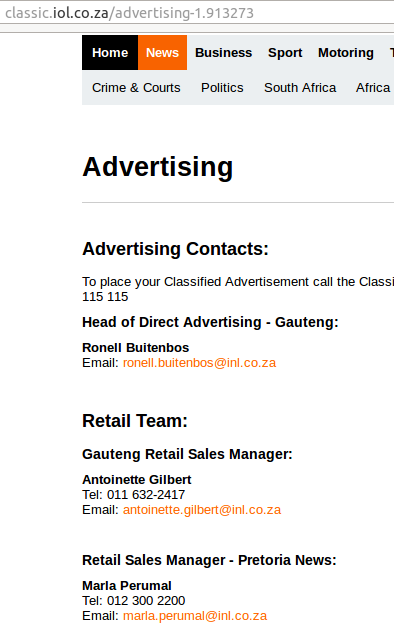 classic.iol.co.za/advertising-1.913273
Home News Business Sport Motoring
Crime & Courts Politics South Africa Africa
Advertising
Advertising Contacts:
To place your Classified Advertisement call the
115 115
Head of Direct Advertising - Gauteng:
Ronell Buitenbos
Email: ronell.buitenbos@inl.co.za
Retail Team:
Gauteng Retail Sales Manager:
Antoinette Gilbert
Tel: 011 632-2417
Email: antoinette.gilbert@inl.co.za
Retail Sales Manager - Pretoria News:
Marla Perumal
Tel: 012 300 2200
Email: marla.perumal@inl.co.za